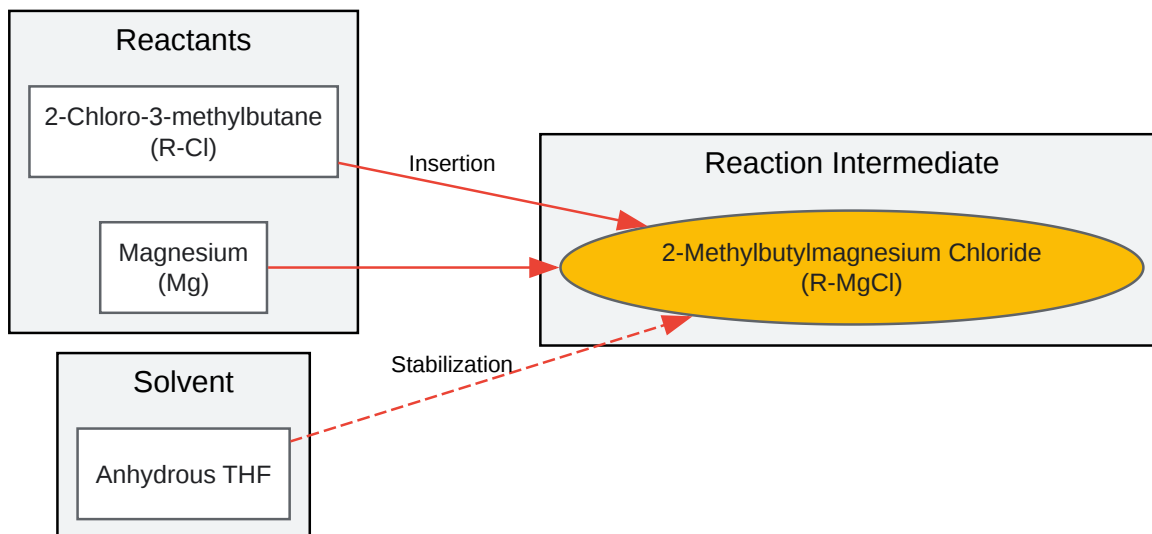 Reactants
2-Chloro-3-methylbutane
(R-Cl)
Magnesium
(Mg)
Insertion
Reaction Intermediate
2-Methylbutylmagnesium Chloride
(R-MgCl)
Stabilization
Solvent
Anhydrous THF